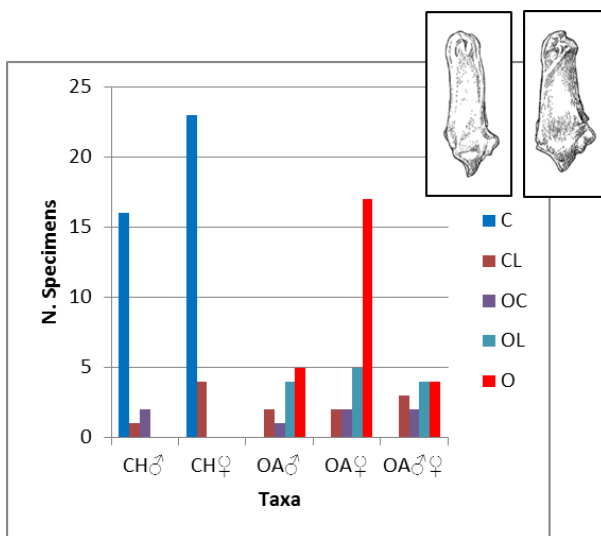 25
20
15
10
5
0
N. Specimens
CH♂ CH♀ OA♂ OA♀ OA♂♀
Taxa
C
CL
OC
OL
O